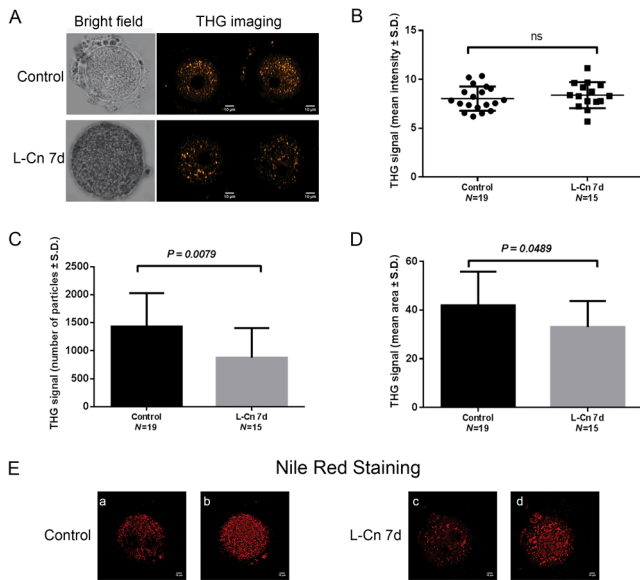 A
Bright field
THG imaging
Control
L-Cn 7d
10 µm
10 µm
10 µm
10 µm
B
ns
THG signal (mean intensity ± S.D.)
15
10
5
0
Control
N=19
L-Cn 7d
N=15
C
P = 0.0079
THG signal (number of particles ± S.D.)
2500
2000
1500
1000
500
0
Control
N=19
L-Cn 7d
N=15
D
P = 0.0489
THG signal (mean area ± S.D.)
60
40
20
0
Control
N=19
L-Cn 7d
N=15
E
Nile Red Staining
Control
a
b
L-Cn 7d
c
d